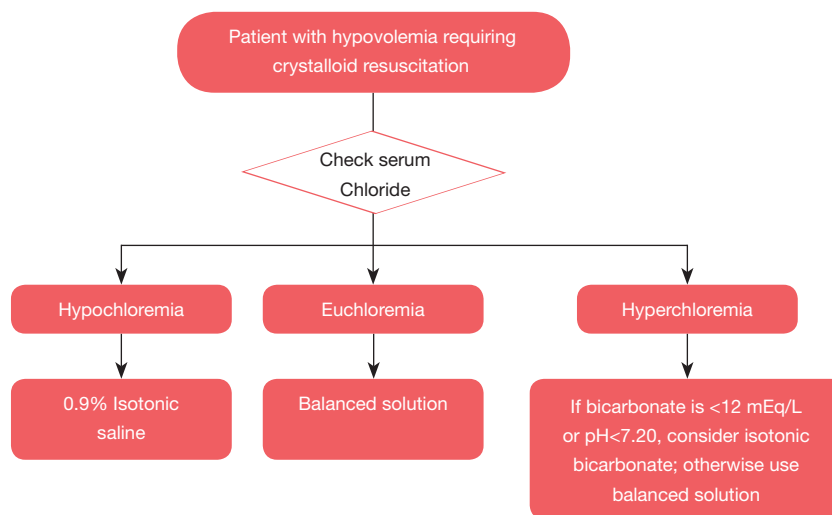 Patient with hypovolemia requiring
crystalloid resuscitation
Check serum
Chloride
Hypochloremia
Euchloremia
Hyperchloremia
0.9% Isotonic
saline
Balanced solution
If bicarbonate is <12 mEq/L
or pH<7.20, consider isotonic
bicarbonate; otherwise use
balanced solution